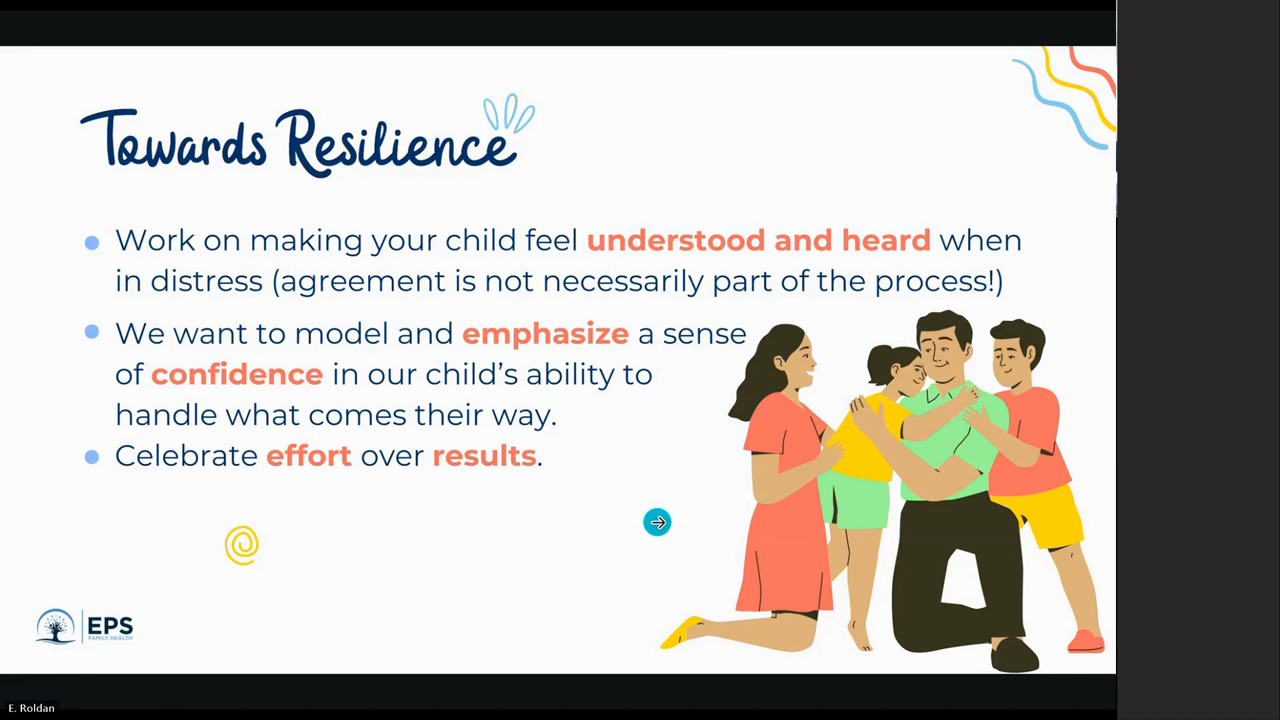 Towards Resilience
Work on making your child feel understood and heard when
in distress (agreement is not necessarily part of the process!)
We want to model and emphasize a sense
of confidence in our child's ability to
handle what comes their way.
Celebrate effort over results.
EPS
FAMILY HEALTH
E. Roldan